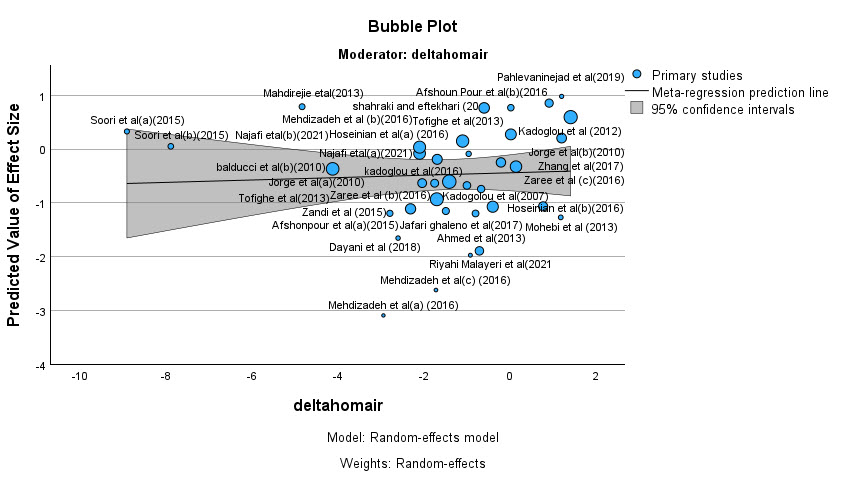 Bubble Plot
Moderator: deltahomair
Pahlevaninejad et al(2019)
Primary studies
Meta-regression prediction line
95% confidence intervals
Mahdirejie etal(2013)
Afshoun Pour et al(b)(2016
shahraki and eftekhari (20
Soori et al(a)(2015)
Mehdizadeh et al (b)(2016)
Tofighe et al(2013)
Soori et al(b)(2015)
Najafi etal(b)(2021)
Hoseinian et al(a) (2016)
Kadoglou et al (2012)
Najafi etal(a)(2021)
Jorge et al(b)(2010)
balducci et al(b)(2010)
kadoglou et al(2016)
Zhang et al(2017)
Jorge et al(a)(2010)
Zaree et al (c)(2016)
Tofighe et al(2013)
Zaree et al (b)(2016)
Kadogolou et al(2007)
Zandi et al (2015)
Hoseinian et al(b)(2016)
Afshonpour et al(a)(2015)
Jafari ghaleno et al(2017)
Mohebi et al (2013)
Dayani et al (2018)
Ahmed et al(2013)
Riyahi Malayeri et al(2021
Mehdizadeh et al(c) (2016)
Mehdizadeh et al(a) (2016)
Predicted Value of Effect Size
1
0
-1
-2
-3
-4
-10 -8 -6 -4 -2 0 2
deltahomair
Model: Random-effects model
Weights: Random-effects